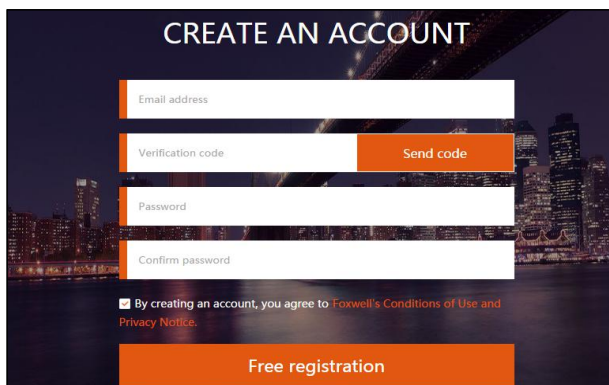 CREATE AN ACCOUNT
Email address
Verification code
Send code
Password
Confirm password
By creating an account, you agree to Foxwell's Conditions of Use and
Privacy Notice.
Free registration